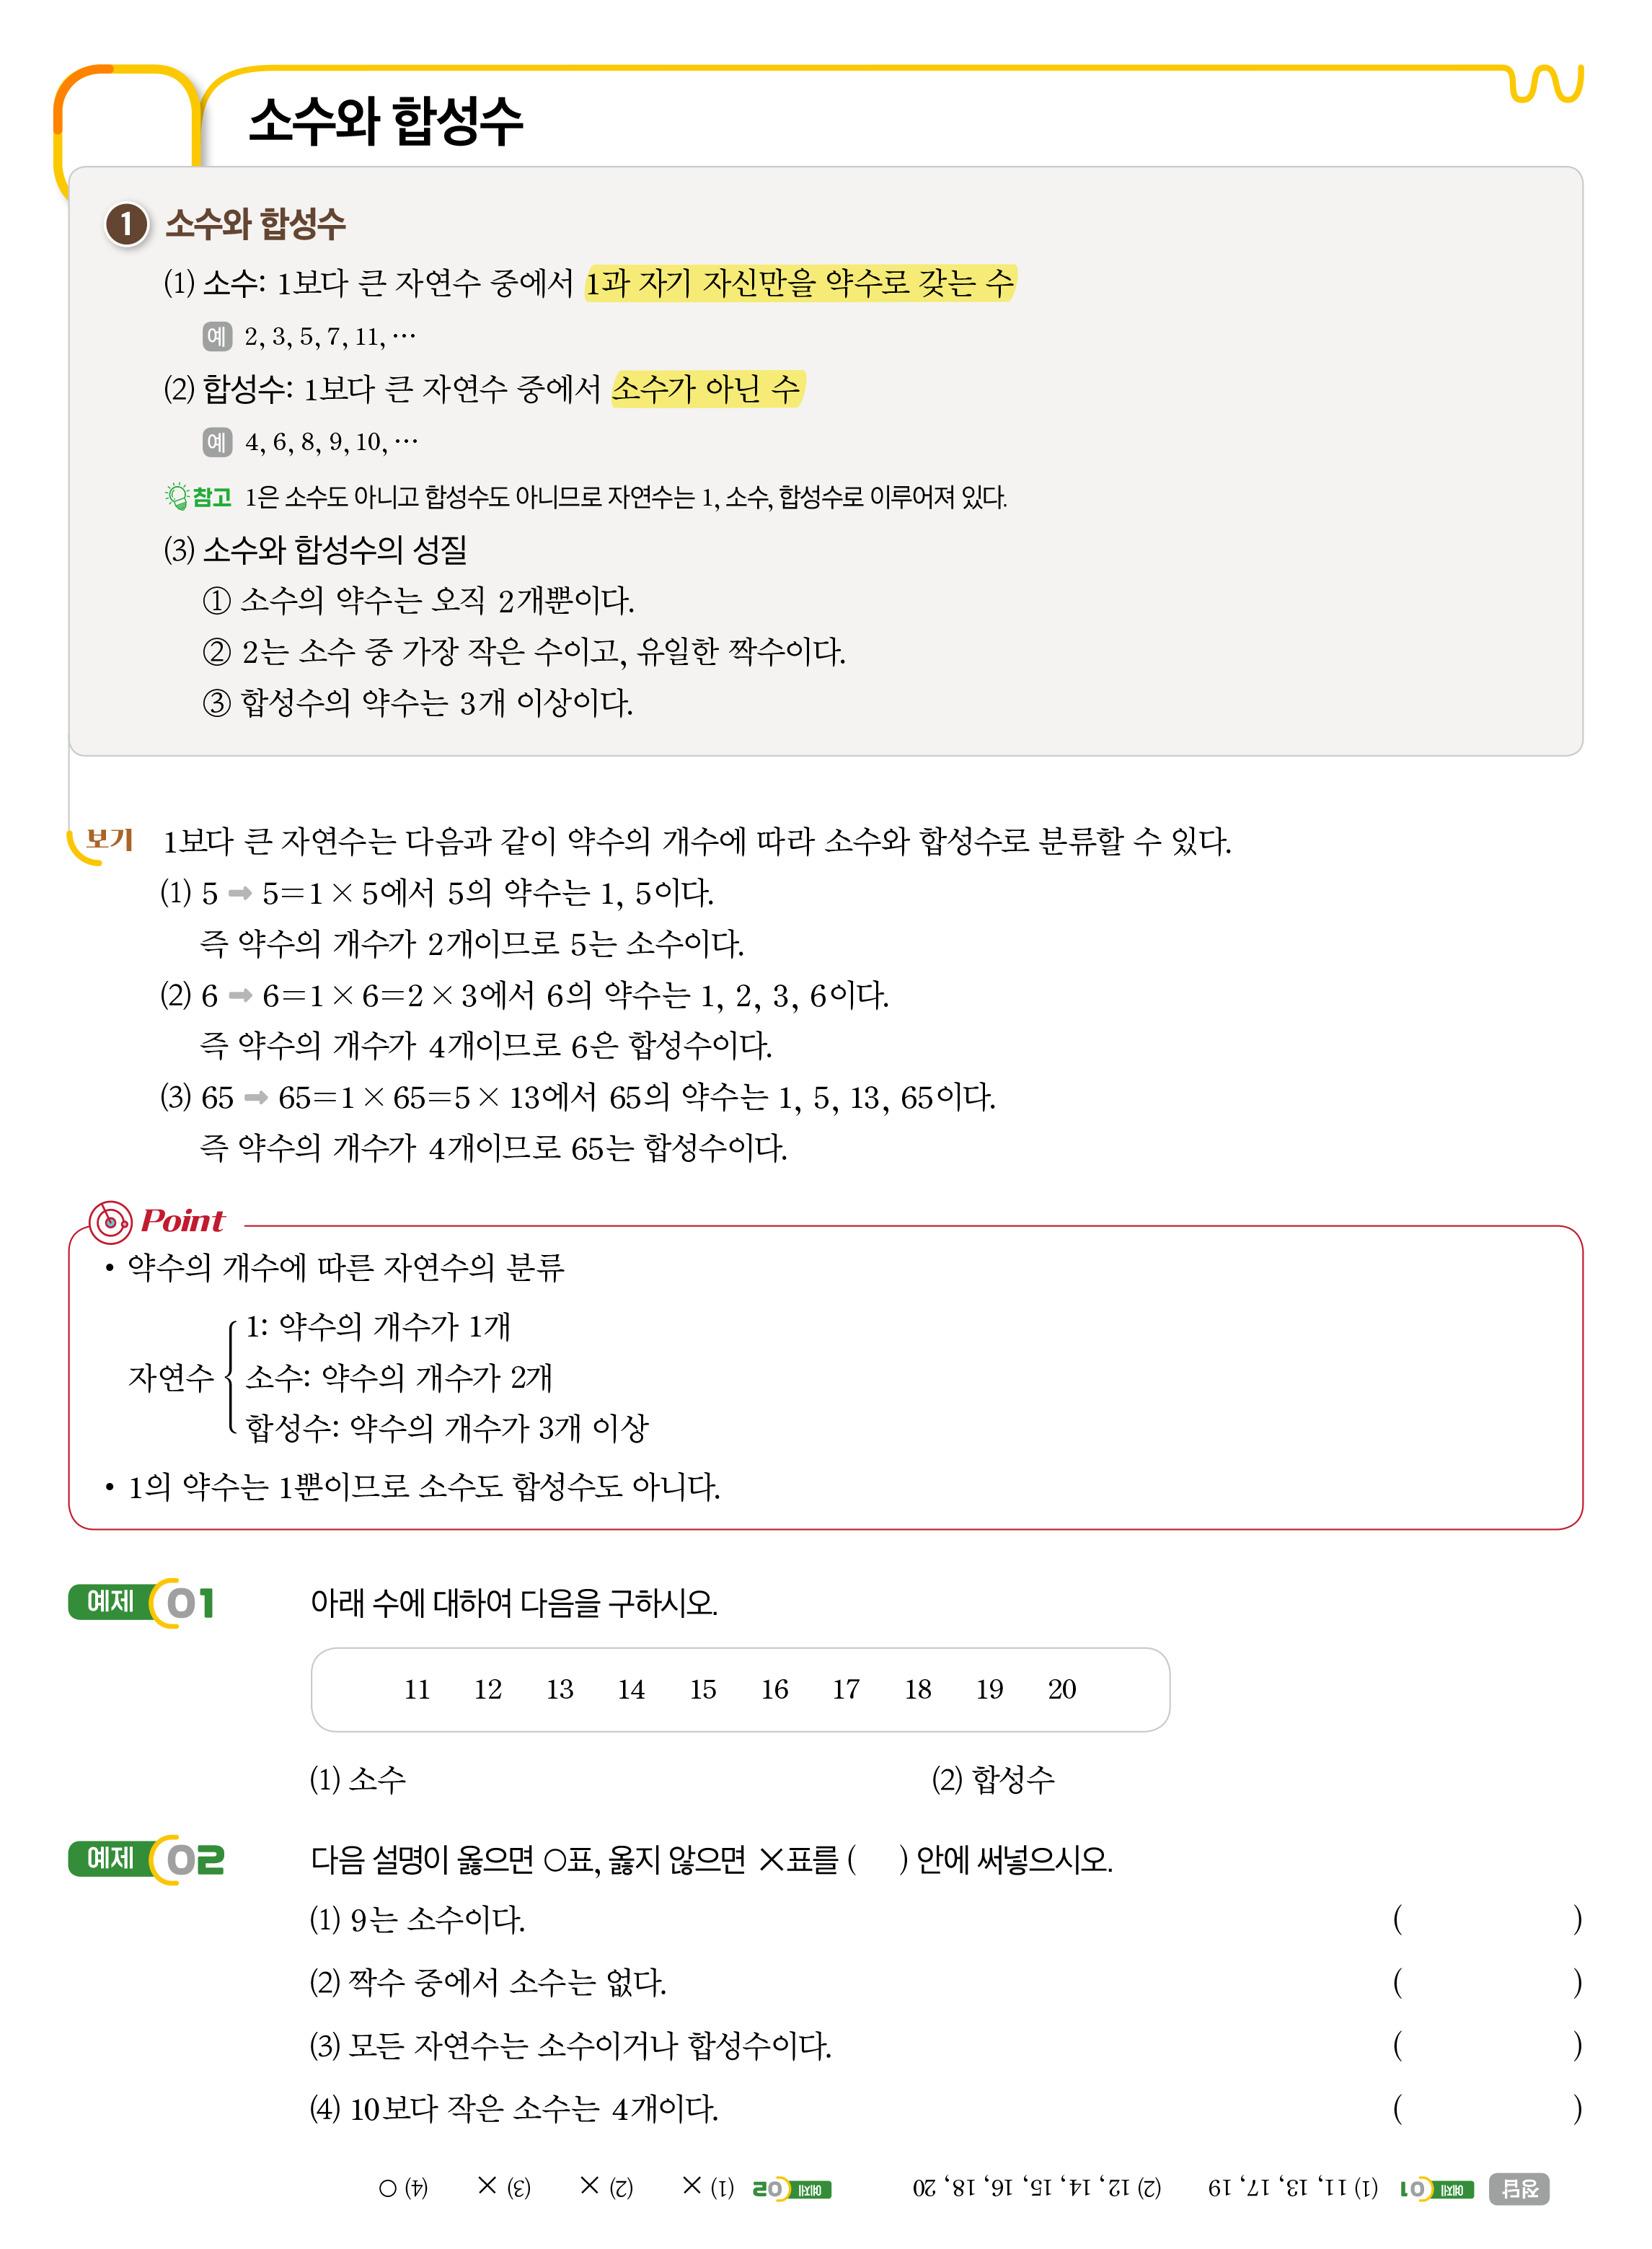 소수와 합성수
1 소수와 합성수
(1) 소수: 1보다 큰 자연수 중에서 1과 자기 자신만을 약수로 갖는 수
예 2, 3, 5, 7, 11, …
(2) 합성수: 1보다 큰 자연수 중에서 소수가 아닌 수
예 4, 6, 8, 9, 10, …
참고 1은 소수도 아니고 합성수도 아니므로 자연수는 1, 소수, 합성수로 이루어져 있다.
(3) 소수와 합성수의 성질
① 소수의 약수는 오직 2개뿐이다.
② 2는 소수 중 가장 작은 수이고, 유일한 짝수이다.
③ 합성수의 약수는 3개 이상이다.
보기 1보다 큰 자연수는 다음과 같이 약수의 개수에 따라 소수와 합성수로 분류할 수 있다.
(1) 5 ➡ 5=1×5에서 5의 약수는 1, 5이다.
즉 약수의 개수가 2개이므로 5는 소수이다.
(2) 6 ➡ 6=1×6=2×3에서 6의 약수는 1, 2, 3, 6이다.
즉 약수의 개수가 4개이므로 6은 합성수이다.
(3) 65 ➡ 65=1×65=5×13에서 65의 약수는 1, 5, 13, 65이다.
즉 약수의 개수가 4개이므로 65는 합성수이다.
Point
• 약수의 개수에 따른 자연수의 분류
1: 약수의 개수가 1개
자연수 { 소수: 약수의 개수가 2개
합성수: 약수의 개수가 3개 이상
• 1의 약수는 1뿐이므로 소수도 합성수도 아니다.
예제 01 아래 수에 대하여 다음을 구하시오.
11 12 13 14 15 16 17 18 19 20
(1) 소수 (2) 합성수
예제 02 다음 설명이 옳으면 ○표, 옳지 않으면 ×표를 ( ) 안에 써넣으시오.
(1) 9는 소수이다. ( )
(2) 짝수 중에서 소수는 없다. ( )
(3) 모든 자연수는 소수이거나 합성수이다. ( )
(4) 10보다 작은 소수는 4개이다. ( )
정답 예제 01 (1) 11, 13, 17, 19 (2) 12, 14, 15, 16, 18, 20 예제 02 (1) × (2) × (3) × (4) ○